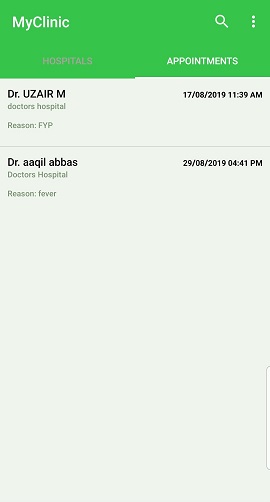 MyClinic
HOSPITALS APPOINTMENTS
Dr. UZAIR M 17/08/2019 11:39 AM
doctors hospital
Reason: FYP
Dr. aaqil abbas 29/08/2019 04:41 PM
Doctors Hospital
Reason: fever